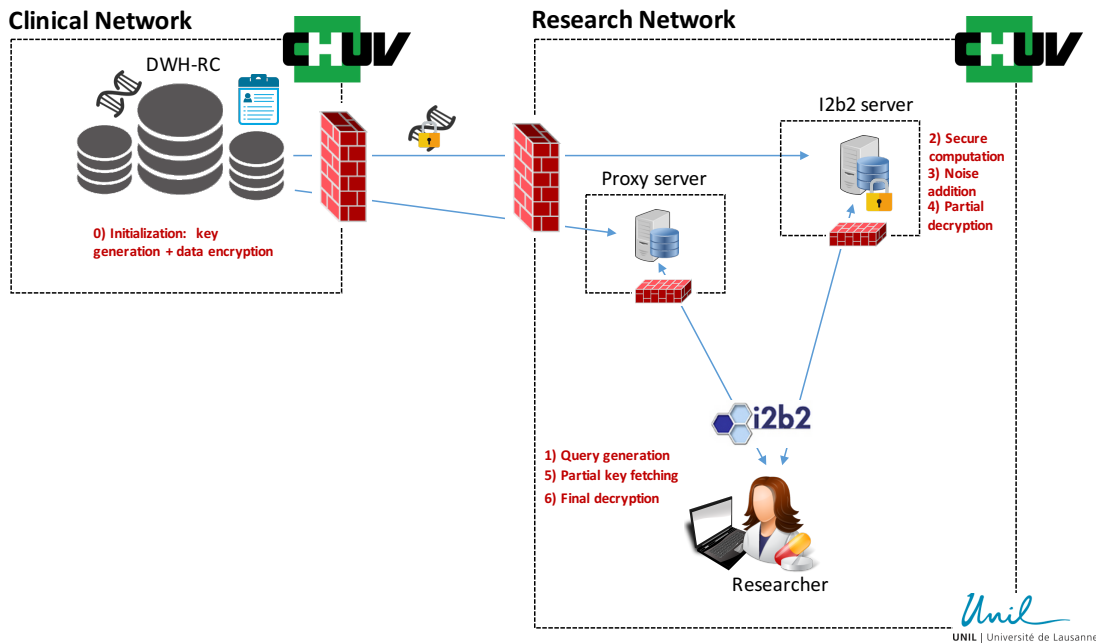 Clinical Network
Research Network
CHUV
CHUV
DWH-RC
I2b2 server
2) Secure
computation
3) Noise
addition
4) Partial
decryption
Proxy server
0) Initialization: key
generation + data encryption
i2b2
1) Query generation
5) Partial key fetching
6) Final decryption
Researcher
Unil
UNIL | Université de Lausanne